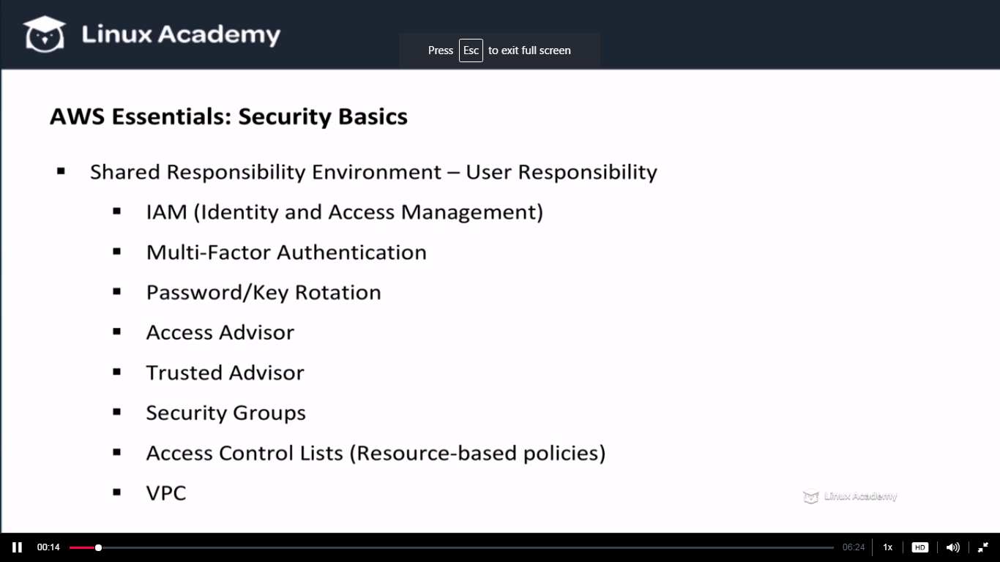 Linux Academy
Press Esc to exit full screen
AWS Essentials: Security Basics
▪ Shared Responsibility Environment – User Responsibility
▪ IAM (Identity and Access Management)
▪ Multi-Factor Authentication
▪ Password/Key Rotation
▪ Access Advisor
▪ Trusted Advisor
▪ Security Groups
▪ Access Control Lists (Resource-based policies)
▪ VPC
Linux Academy
00:14 06:24 1x HD